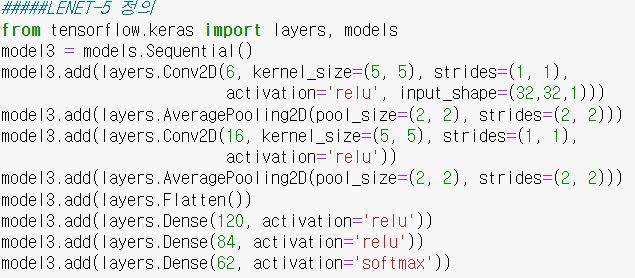 #####LENET-5 정의
from tensorflow.keras import layers, models
model3 = models.Sequential()
model3.add(layers.Conv2D(6, kernel_size=(5, 5), strides=(1, 1),
                         activation='relu', input_shape=(32,32,1)))
model3.add(layers.AveragePooling2D(pool_size=(2, 2), strides=(2, 2)))
model3.add(layers.Conv2D(16, kernel_size=(5, 5), strides=(1, 1),
                         activation='relu'))
model3.add(layers.AveragePooling2D(pool_size=(2, 2), strides=(2, 2)))
model3.add(layers.Flatten())
model3.add(layers.Dense(120, activation='relu'))
model3.add(layers.Dense(84, activation='relu'))
model3.add(layers.Dense(62, activation='softmax'))